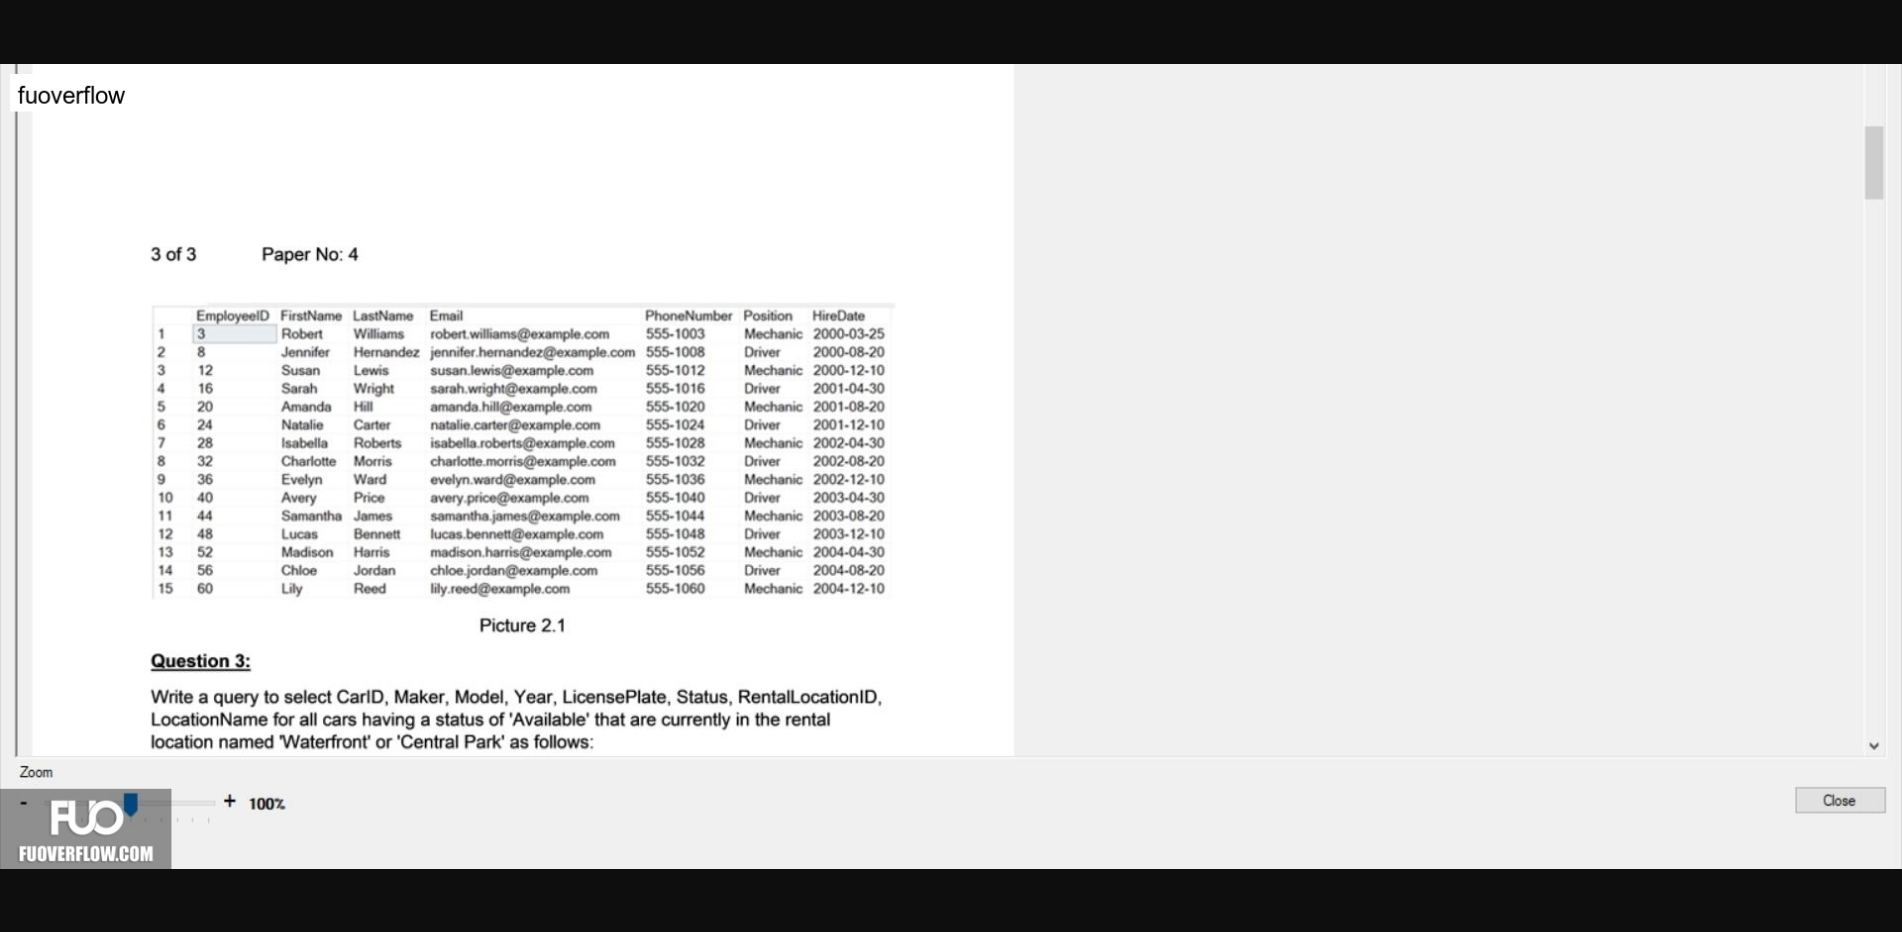 fuoverflow
3 of 3 Paper No: 4
EmployeeID FirstName LastName Email PhoneNumber Position HireDate
1 3 Robert Williams robert.williams@example.com 555-1003 Mechanic 2000-03-25
2 8 Jennifer Hernandez jennifer.hernandez@example.com 555-1008 Driver 2000-08-20
3 12 Susan Lewis susan.lewis@example.com 555-1012 Mechanic 2000-12-10
4 16 Sarah Wright sarah.wright@example.com 555-1016 Driver 2001-04-30
5 20 Amanda Hill amanda.hill@example.com 555-1020 Mechanic 2001-08-20
6 24 Natalie Carter natalie.carter@example.com 555-1024 Driver 2001-12-10
7 28 Isabella Roberts isabella.roberts@example.com 555-1028 Mechanic 2002-04-30
8 32 Charlotte Morris charlotte.morris@example.com 555-1032 Driver 2002-08-20
9 36 Evelyn Ward evelyn.ward@example.com 555-1036 Mechanic 2002-12-10
10 40 Avery Price avery.price@example.com 555-1040 Driver 2003-04-30
11 44 Samantha James samantha.james@example.com 555-1044 Mechanic 2003-08-20
12 48 Lucas Bennett lucas.bennett@example.com 555-1048 Driver 2003-12-10
13 52 Madison Harris madison.harris@example.com 555-1052 Mechanic 2004-04-30
14 56 Chloe Jordan chloe.jordan@example.com 555-1056 Driver 2004-08-20
15 60 Lily Reed lily.reed@example.com 555-1060 Mechanic 2004-12-10
Picture 2.1
Question 3:
Write a query to select CarID, Maker, Model, Year, LicensePlate, Status, RentalLocationID,
LocationName for all cars having a status of 'Available' that are currently in the rental
location named 'Waterfront' or 'Central Park' as follows:
Zoom
- + 100%
Close
FUO
FUOVERFLOW.COM